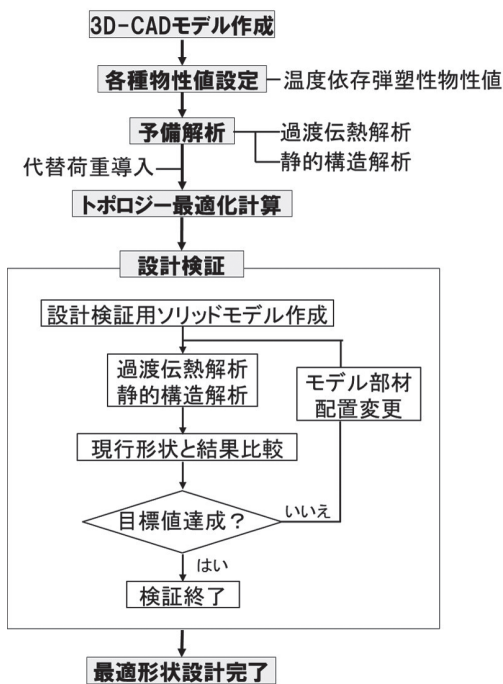 3D-CADモデル作成
各種物性値設定
温度依存弾塑性物性値
予備解析
過渡伝熱解析
静的構造解析
代替荷重導入
トポロジー最適化計算
設計検証
設計検証用ソリッドモデル作成
過渡伝熱解析
静的構造解析
モデル部材
配置変更
現行形状と結果比較
目標値達成？
いいえ
はい
検証終了
最適形状設計完了